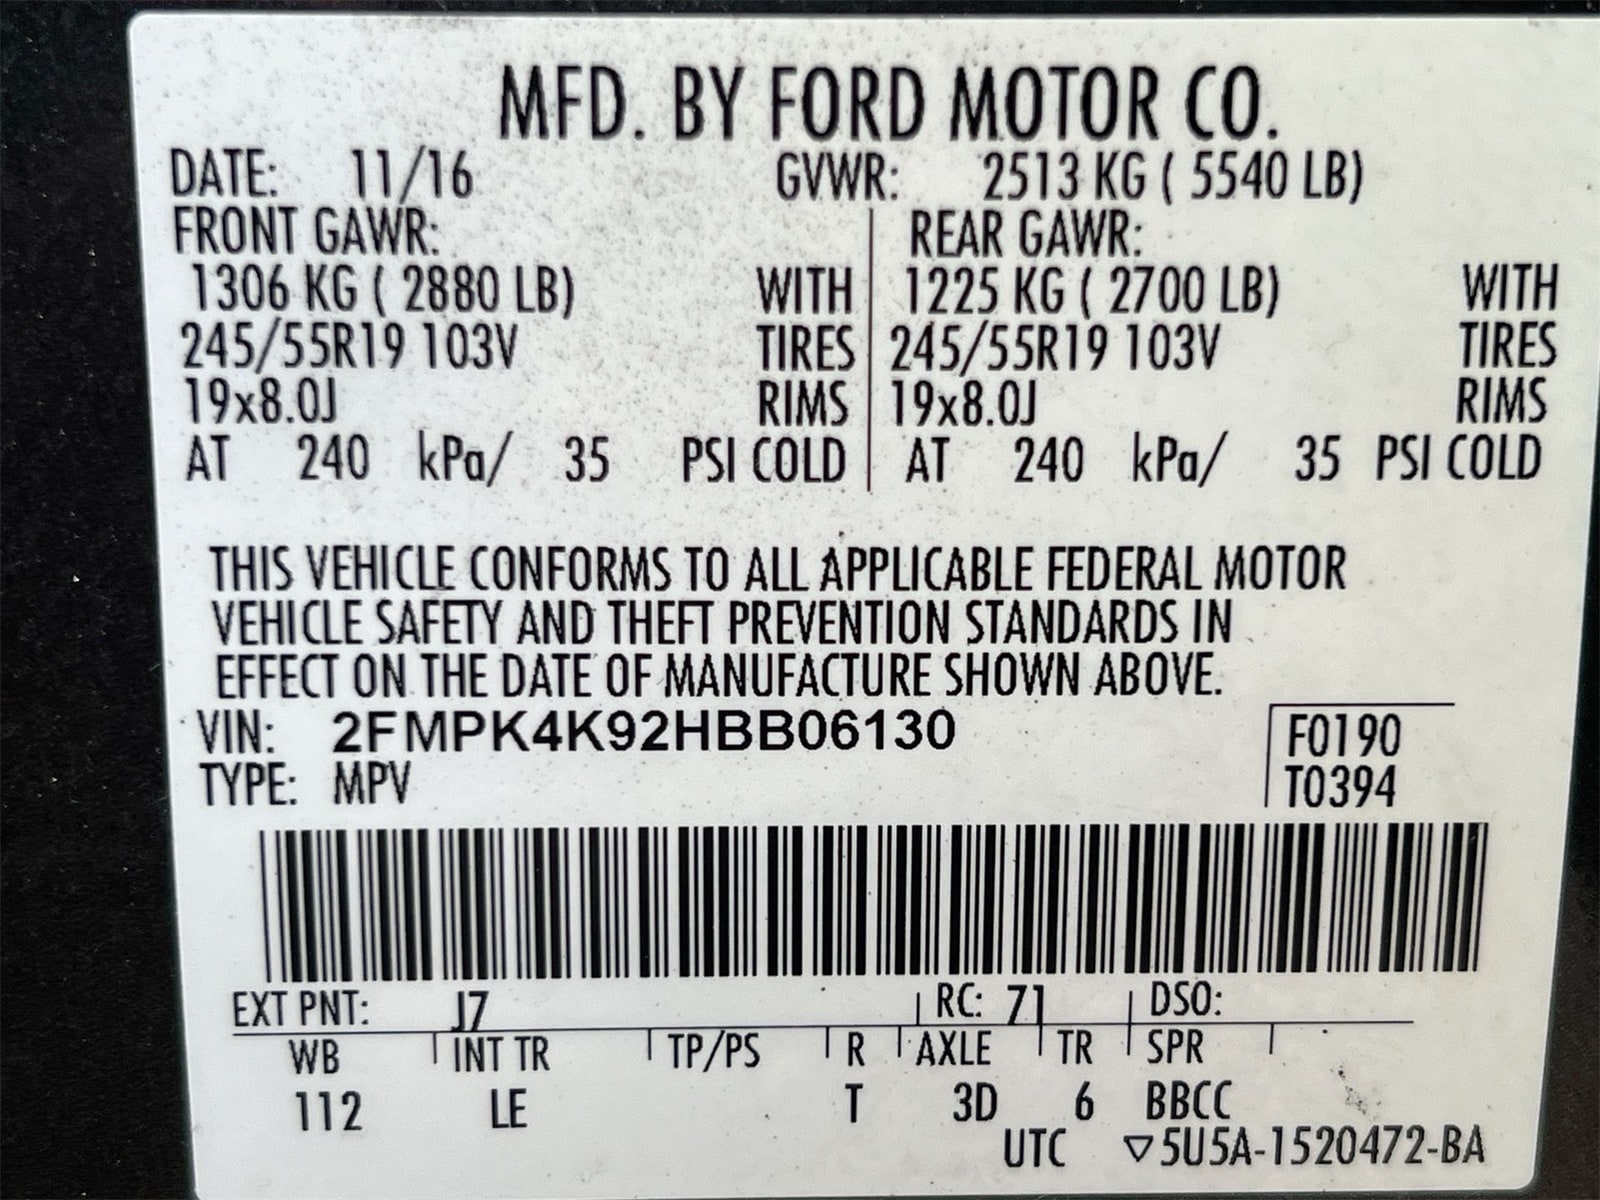 MFD. BY FORD MOTOR CO.
DATE: 11/16 GVWR: 2513 KG ( 5540 LB)
FRONT GAWR: REAR GAWR:
1306 KG ( 2880 LB) WITH 1225 KG ( 2700 LB) WITH
245/55R19 103V TIRES 245/55R19 103V TIRES
19x8.0J RIMS 19x8.0J RIMS
AT 240 kPa/ 35 PSI COLD AT 240 kPa/ 35 PSI COLD
THIS VEHICLE CONFORMS TO ALL APPLICABLE FEDERAL MOTOR
VEHICLE SAFETY AND THEFT PREVENTION STANDARDS IN
EFFECT ON THE DATE OF MANUFACTURE SHOWN ABOVE.
VIN: 2FMPK4K92HBB06130 F0190
TYPE: MPV T0394
EXT PNT: J7 RC: 71 DSO:
WB INT TR TP/PS R AXLE TR SPR
112 LE T 3D 6 BBCC
UTC ▽5U5A-1520472-BA